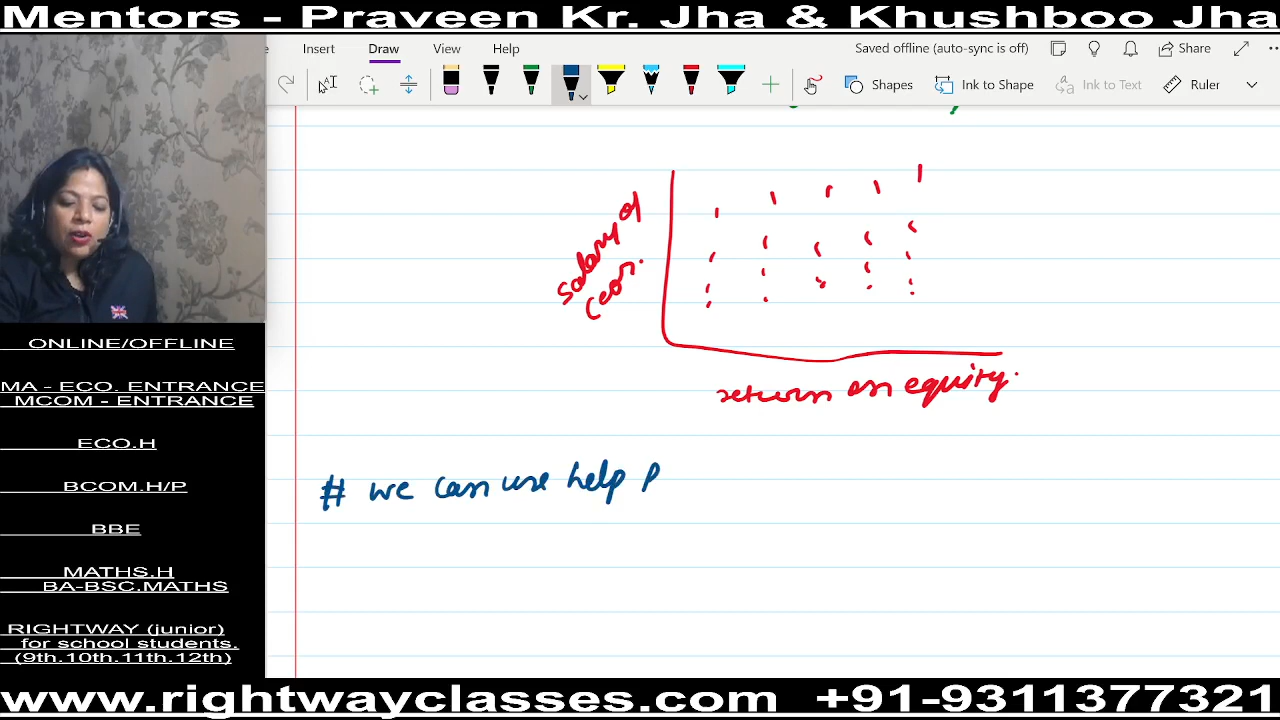 Mentors - Praveen Kr. Jha & Khushboo Jha
Insert Draw View Help
Saved offline (auto-sync is off)
Share
Shapes
Ink to Shape
Ink to Text
Ruler
salary of
ceos.
return on equity.
# we can use help p
ONLINE/OFFLINE
MA - ECO. ENTRANCE
MCOM - ENTRANCE
ECO.H
BCOM.H/P
BBE
MATHS.H
BA-BSC.MATHS
RIGHTWAY (junior)
for school students.
(9th.10th.11th.12th)
www.rightwayclasses.com +91-9311377321